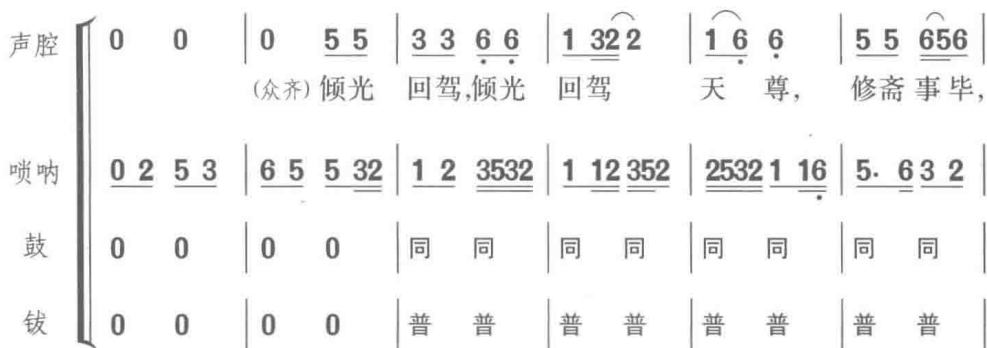 声腔 0 0 | 0 5 5 | 3 3 6 6 | 1 32 2 | 1 6 6 | 5 5 656 |
(众齐) 倾光 回驾,倾光 回驾 天 尊, 修斋 事 毕,
唢呐 0 2 5 3 | 6 5 5 32 | 1 2 3532 | 1 12 352 | 2532 1 16 | 5. 6 3 2 |
鼓 0 0 | 0 0 | 同 同 | 同 同 | 同 同 | 同 同 |
钹 0 0 | 0 0 | 普 普 | 普 普 | 普 普 | 普 普 |